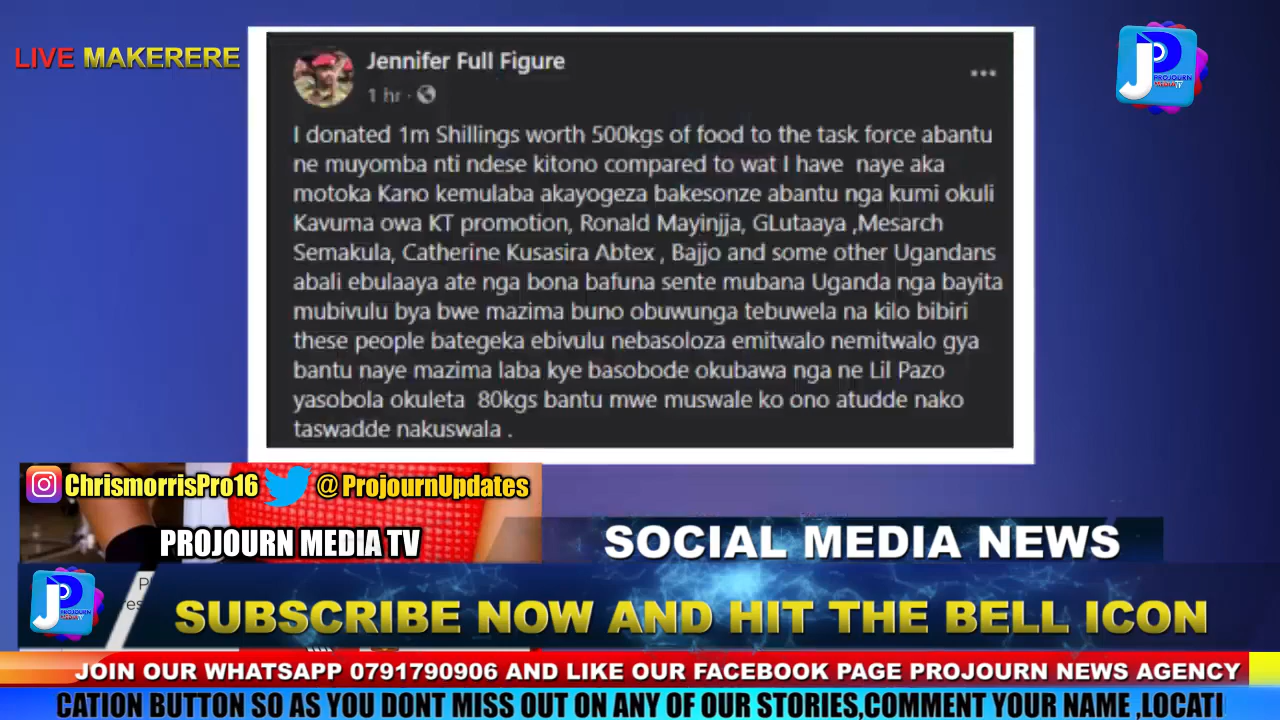 LIVE MAKERERE
Jennifer Full Figure
1 hr ·
PROJOURN
MEDIA TV
I donated 1m Shillings worth 500kgs of food to the task force abantu
ne muyomba nti ndese kitono compared to wat I have naye aka
motoka Kano kemulaba akayogeza bakesonze abantu nga kumi okuli
Kavuma owa KT promotion, Ronald Mayinjja, GLutaaya ,Mesarch
Semakula, Catherine Kusasira Abtex , Bajjo and some other Ugandans
abali ebulaaya ate nga bona bafuna sente mubana Uganda nga bayita
mubivulu bya bwe mazima buno obuwunga tebuwela na kilo bibiri
these people bategeka ebivulu nebasoloza emitwalo nemitwalo gya
bantu naye mazima laba kye basobode okubawa nga ne Lil Pazo
yasobola okuleta 80kgs bantu mwe muswale ko ono atudde nako
taswadde nakuswala .
ChrismorrisPro16 @ProjournUpdates
PROJOURN MEDIA TV
SOCIAL MEDIA NEWS
PROJOURN
SUBSCRIBE NOW AND HIT THE BELL ICON
JOIN OUR WHATSAPP 0791790906 AND LIKE OUR FACEBOOK PAGE PROJOURN NEWS AGENCY
CATION BUTTON SO AS YOU DONT MISS OUT ON ANY OF OUR STORIES,COMMENT YOUR NAME ,LOCATI